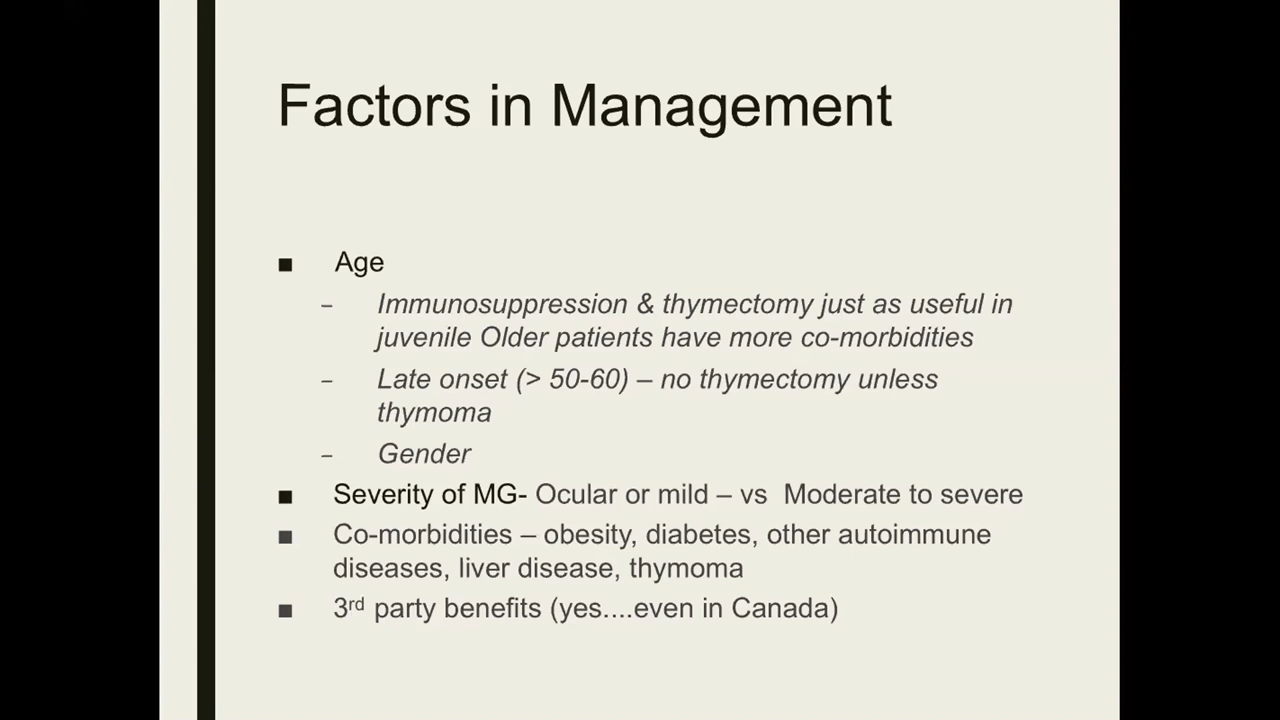 Factors in Management
■ Age
– Immunosuppression & thymectomy just as useful in
juvenile Older patients have more co-morbidities
– Late onset (> 50-60) – no thymectomy unless
thymoma
– Gender
■ Severity of MG- Ocular or mild – vs  Moderate to severe
■ Co-morbidities – obesity, diabetes, other autoimmune
diseases, liver disease, thymoma
■ 3rd party benefits (yes....even in Canada)